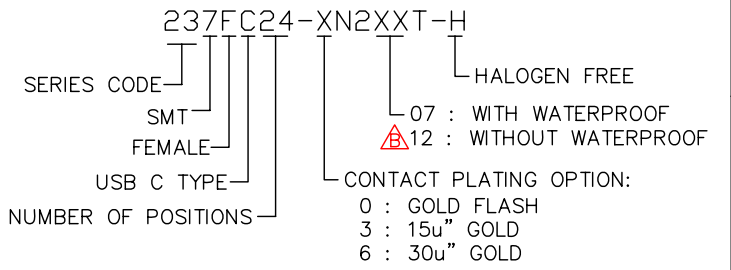 237FC24-XN2XXT-H
SERIES CODE
HALOGEN FREE
SMT
07 : WITH WATERPROOF
FEMALE
B 12 : WITHOUT WATERPROOF
USB C TYPE
CONTACT PLATING OPTION:
NUMBER OF POSITIONS
0 : GOLD FLASH
3 : 15u" GOLD
6 : 30u" GOLD